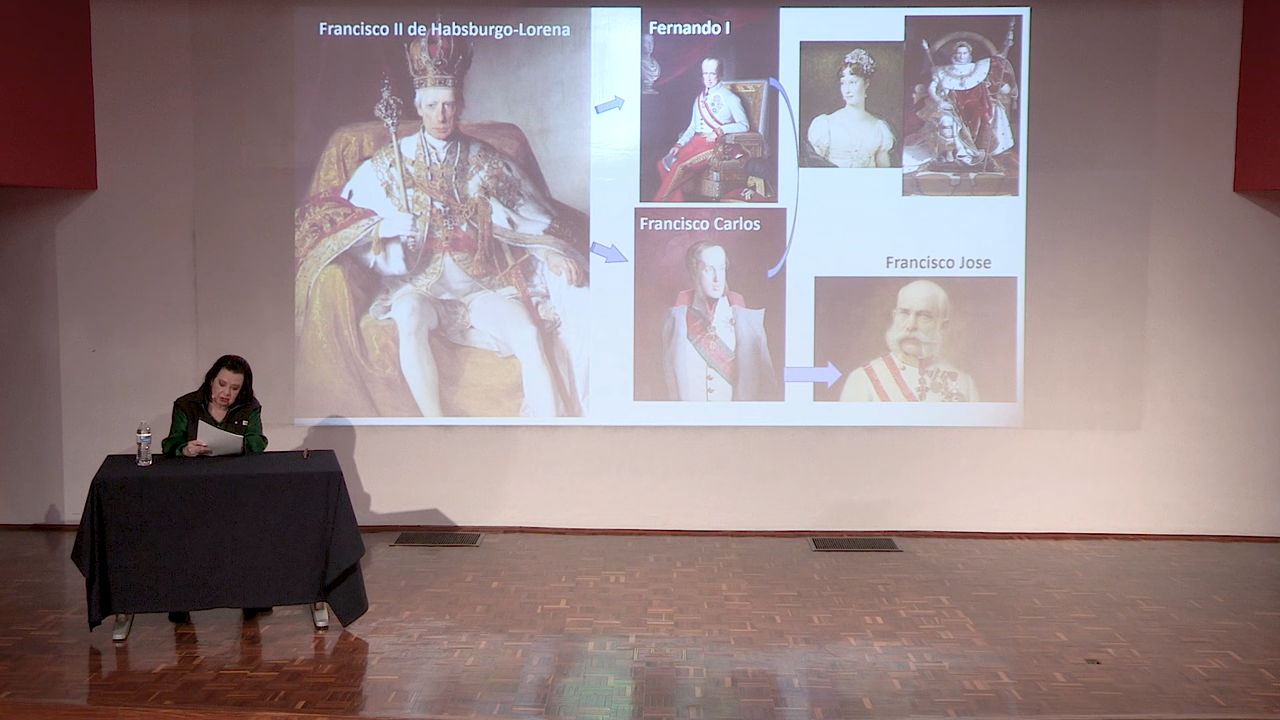 Francisco II de Habsburgo-Lorena
Fernando I
Francisco Carlos
Francisco Jose